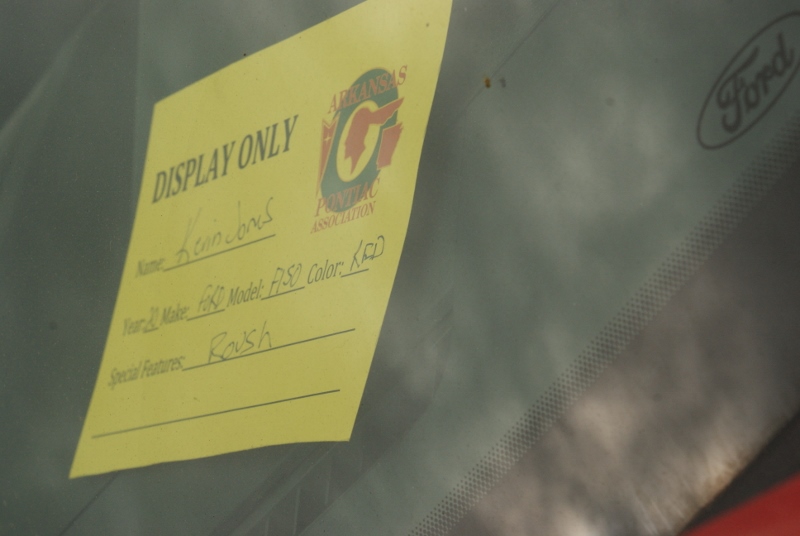 ARKANSAS
PONTIAC
ASSOCIATION
DISPLAY ONLY
Name: Kevin Jones
Year: 20 Make: FORD Model: F150 Color: RED
Special Features: Roush
Ford